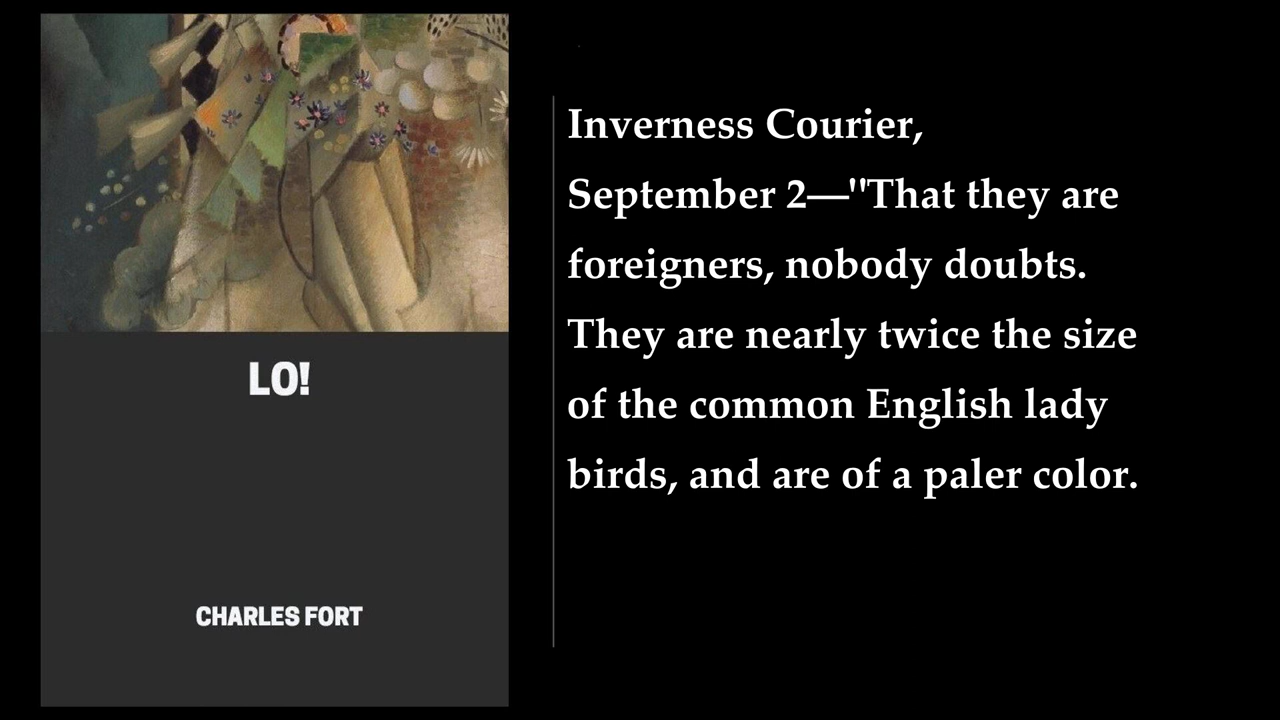 LO!
CHARLES FORT
Inverness Courier,
September 2—"That they are
foreigners, nobody doubts.
They are nearly twice the size
of the common English lady
birds, and are of a paler color.